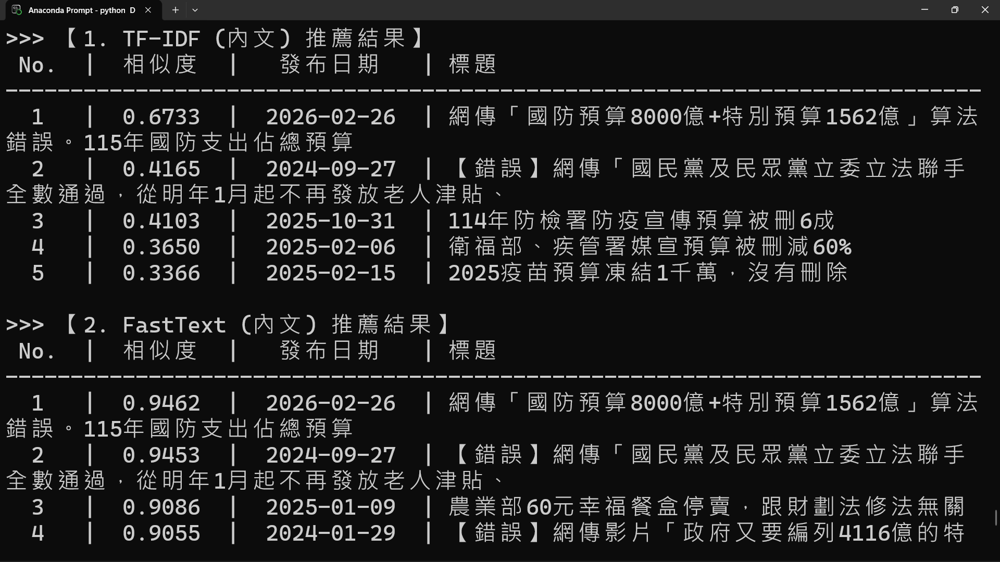 Anaconda Prompt - python D
>>> 【1. TF-IDF (內文) 推薦結果】
No. | 相似度 | 發布日期 | 標題
---------------------------------------------------------------------------
1 | 0.6733 | 2026-02-26 | 網傳「國防預算8000億+特別預算1562億」算法
錯誤。115年國防支出佔總預算
2 | 0.4165 | 2024-09-27 | 【錯誤】網傳「國民黨及民眾黨立委立法聯手
全數通過，從明年1月起不再發放老人津貼、
3 | 0.4103 | 2025-10-31 | 114年防檢署防疫宣傳預算被刪6成
4 | 0.3650 | 2025-02-06 | 衛福部、疾管署媒宣預算被刪減60%
5 | 0.3366 | 2025-02-15 | 2025疫苗預算凍結1千萬，沒有刪除
>>> 【2. FastText (內文) 推薦結果】
No. | 相似度 | 發布日期 | 標題
---------------------------------------------------------------------------
1 | 0.9462 | 2026-02-26 | 網傳「國防預算8000億+特別預算1562億」算法
錯誤。115年國防支出佔總預算
2 | 0.9453 | 2024-09-27 | 【錯誤】網傳「國民黨及民眾黨立委立法聯手
全數通過，從明年1月起不再發放老人津貼、
3 | 0.9086 | 2025-01-09 | 農業部60元幸福餐盒停賣，跟財劃法修法無關
4 | 0.9055 | 2024-01-29 | 【錯誤】網傳影片「政府又要編列4116億的特